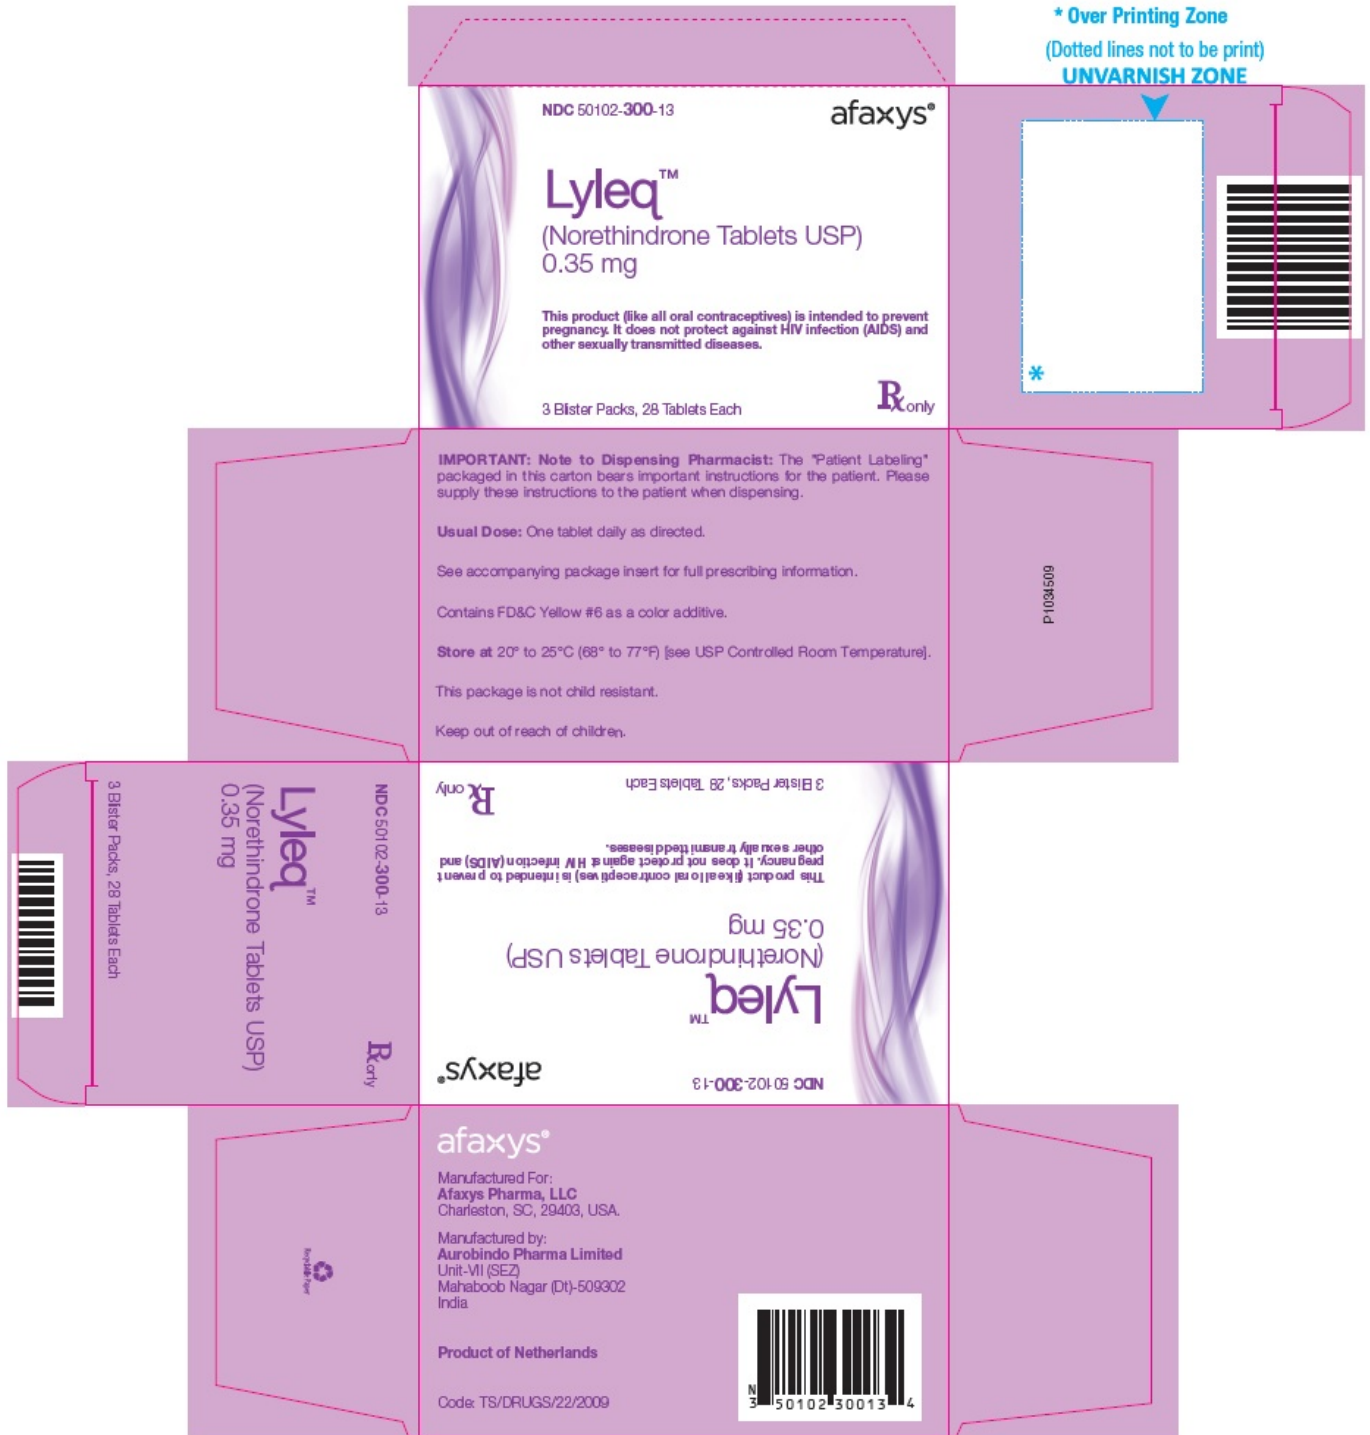 * Over Printing Zone
(Dotted lines not to be print)
UNVARNISH ZONE
*
NDC 50102-300-13
afaxys®
Lyleq™
(Norethindrone Tablets USP)
0.35 mg
This product (like all oral contraceptives) is intended to prevent
pregnancy. It does not protect against HIV infection (AIDS) and
other sexually transmitted diseases.
3 Blister Packs, 28 Tablets Each
Rx only
IMPORTANT: Note to Dispensing Pharmacist: The "Patient Labeling"
packaged in this carton bears important instructions for the patient. Please
supply these instructions to the patient when dispensing.
Usual Dose: One tablet daily as directed.
See accompanying package insert for full prescribing information.
Contains FD&C Yellow #6 as a color additive.
Store at 20° to 25°C (68° to 77°F) [see USP Controlled Room Temperature].
This package is not child resistant.
Keep out of reach of children.
P1034509
NDC 50102-300-13
Lyleq™
(Norethindrone Tablets USP)
0.35 mg
3 Blister Packs, 28 Tablets Each
Rx only
NDC 50102-300-13
afaxys®
Lyleq™
(Norethindrone Tablets USP)
0.35 mg
This product (like all oral contraceptives) is intended to prevent
pregnancy. It does not protect against HIV infection (AIDS) and
other sexually transmitted diseases.
3 Blister Packs, 28 Tablets Each
Rx only
afaxys®
Manufactured For:
Afaxys Pharma, LLC
Charleston, SC, 29403, USA.
Manufactured by:
Aurobindo Pharma Limited
Unit-VII (SEZ)
Mahaboob Nagar (Dt)-509302
India
Product of Netherlands
Code: TS/DRUGS/22/2009
N
3 50102 30013 4